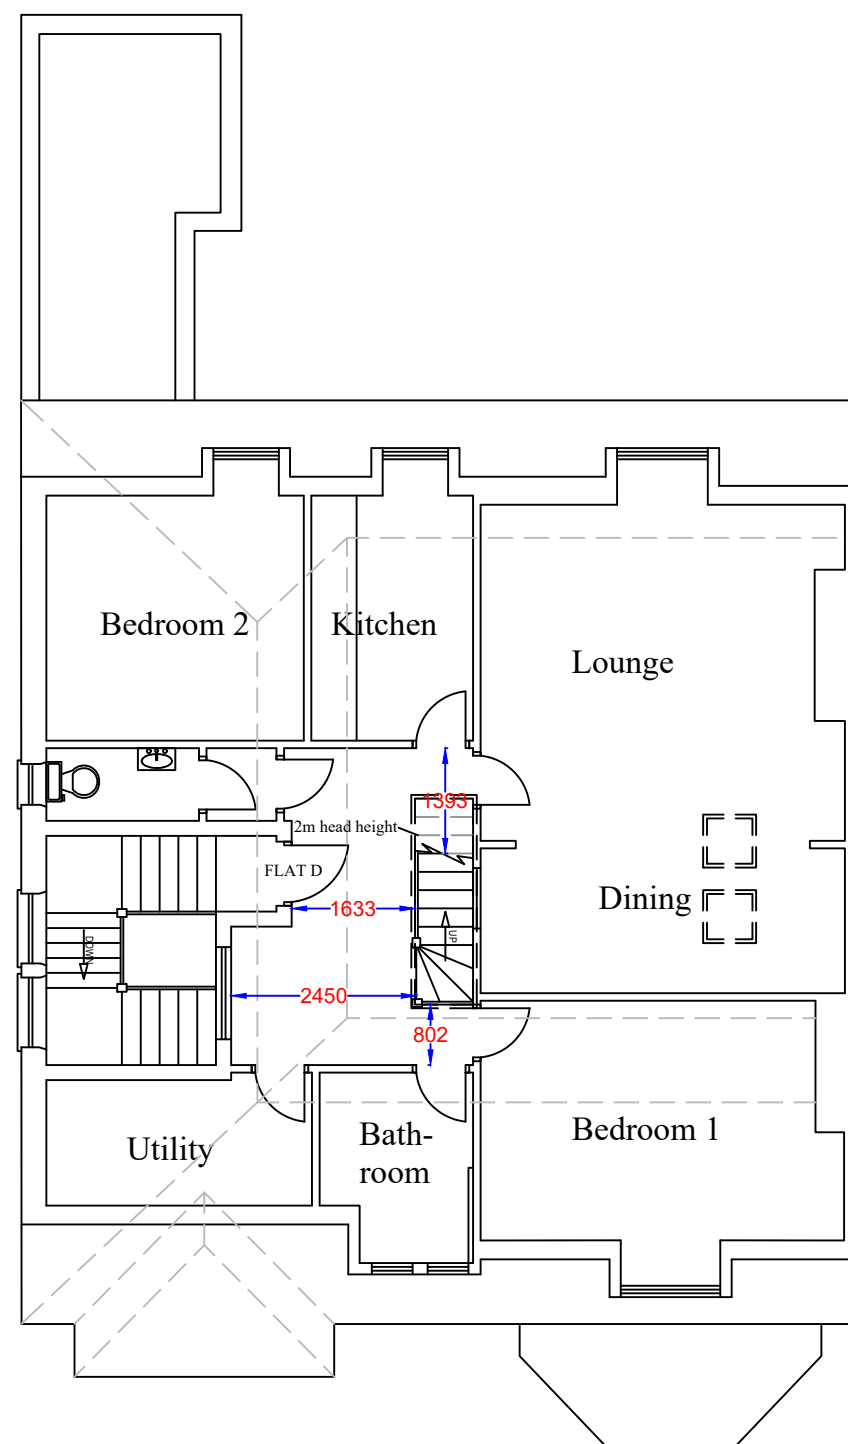 Bedroom 2
Kitchen
Lounge
1393
2m head height
FLAT D
1633
Dining
DOWN
UP
2450
802
Utility
Bath-
room
Bedroom 1